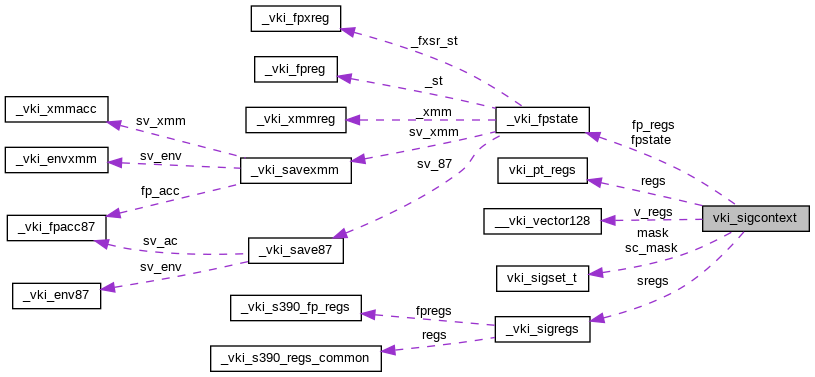 _vki_fpxreg
_fxsr_st
_vki_fpreg
_st
_vki_xmmacc
_vki_xmmreg
_xmm
_vki_fpstate
sv_xmm
sv_xmm
fp_regs
fpstate
_vki_envxmm
sv_env
_vki_savexmm
sv_87
vki_pt_regs
regs
fp_acc
v_regs
vki_sigcontext
_vki_fpacc87
__vki_vector128
mask
sc_mask
sv_ac
_vki_save87
sv_env
vki_sigset_t
sregs
_vki_env87
_vki_s390_fp_regs
fpregs
_vki_sigregs
regs
_vki_s390_regs_common